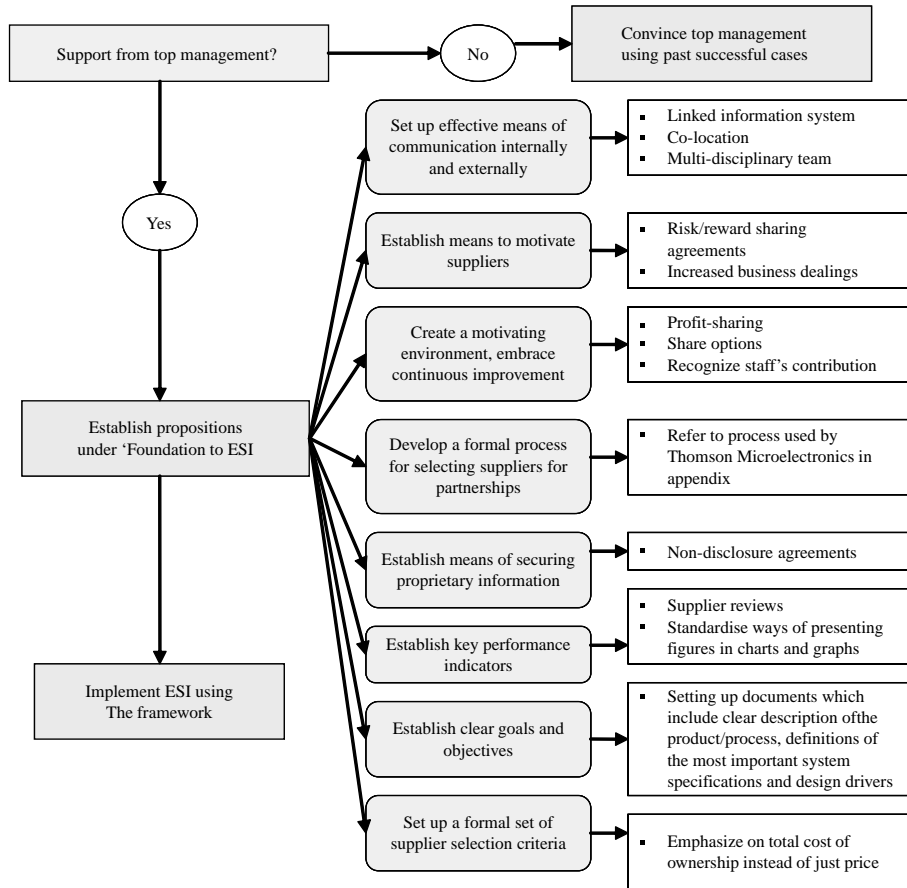 Support from top management?
No
Convince top management
using past successful cases
Yes
Set up effective means of
communication internally
and externally
▪ Linked information system
▪ Co-location
▪ Multi-disciplinary team
Establish means to motivate
suppliers
▪ Risk/reward sharing
agreements
▪ Increased business dealings
Create a motivating
environment, embrace
continuous improvement
▪ Profit-sharing
▪ Share options
▪ Recognize staff’s contribution
Establish propositions
under ‘Foundation to ESI
Develop a formal process
for selecting suppliers for
partnerships
▪ Refer to process used by
Thomson Microelectronics in
appendix
Establish means of securing
proprietary information
▪ Non-disclosure agreements
Establish key performance
indicators
▪ Supplier reviews
▪ Standardise ways of presenting
figures in charts and graphs
Implement ESI using
The framework
Establish clear goals and
objectives
▪ Setting up documents which
include clear description ofthe
product/process, definitions of
the most important system
specifications and design drivers
Set up a formal set of
supplier selection criteria
▪ Emphasize on total cost of
ownership instead of just price